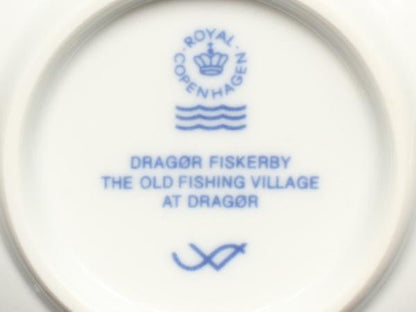 ROYAL COPENHAGEN
DRAGØR FISKERBY
THE OLD FISHING VILLAGE
AT DRAGØR